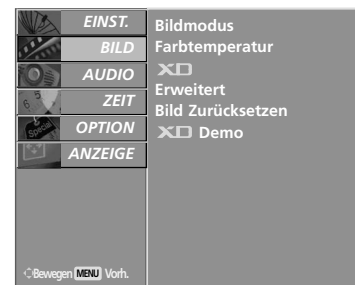 EINST.
BILD
AUDIO
ZEIT
OPTION
ANZEIGE
Bewegen MENU Vorh.
Bildmodus
Farbtemperatur
XD
Erweitert
Bild Zurücksetzen
XD Demo